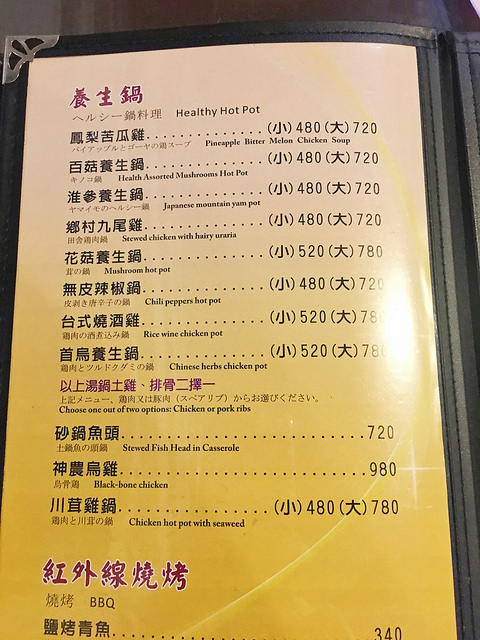 養生鍋
ヘルシー鍋料理 Healthy Hot Pot
鳳梨苦瓜雞..............(小)480(大)720
パイアップルとゴーヤの鶏スープ Pineapple Bitter Melon Chicken Soup
百菇養生鍋..............(小)480(大)720
キノコ鍋 Health Assorted Mushrooms Hot Pot
淮參養生鍋..............(小)480(大)720
ヤマイモのヘルシー鍋 Japanese mountain yam pot
鄉村九尾雞..............(小)480(大)720
田舎鶏肉鍋 Stewed chicken with hairy uraria
花菇養生鍋..............(小)520(大)780
茸の鍋 Mushroom hot pot
無皮辣椒鍋..............(小)480(大)720
皮剥き唐辛子の鍋 Chili peppers hot pot
台式燒酒雞..............(小)520(大)780
鶏肉の酒煮込み鍋 Rice wine chicken pot
首烏養生鍋..............(小)520(大)780
鶏肉とツルドクダミの鍋 Chinese herbs chicken pot
以上湯鍋土雞、排骨二擇一
上記メニュー、鶏肉又は豚肉（スペアリブ）からお選びください。
Choose one out of two options: Chicken or pork ribs
砂鍋魚頭..............................720
土鍋魚の頭鍋 Stewed Fish Head in Casserole
神農烏雞..............................980
烏骨鶏 Black-bone chicken
川茸雞鍋................(小)480(大)780
鶏肉と川茸の鍋 Chicken hot pot with seaweed
紅外線燒烤
燒烤 BBQ
鹽烤青魚..............................340